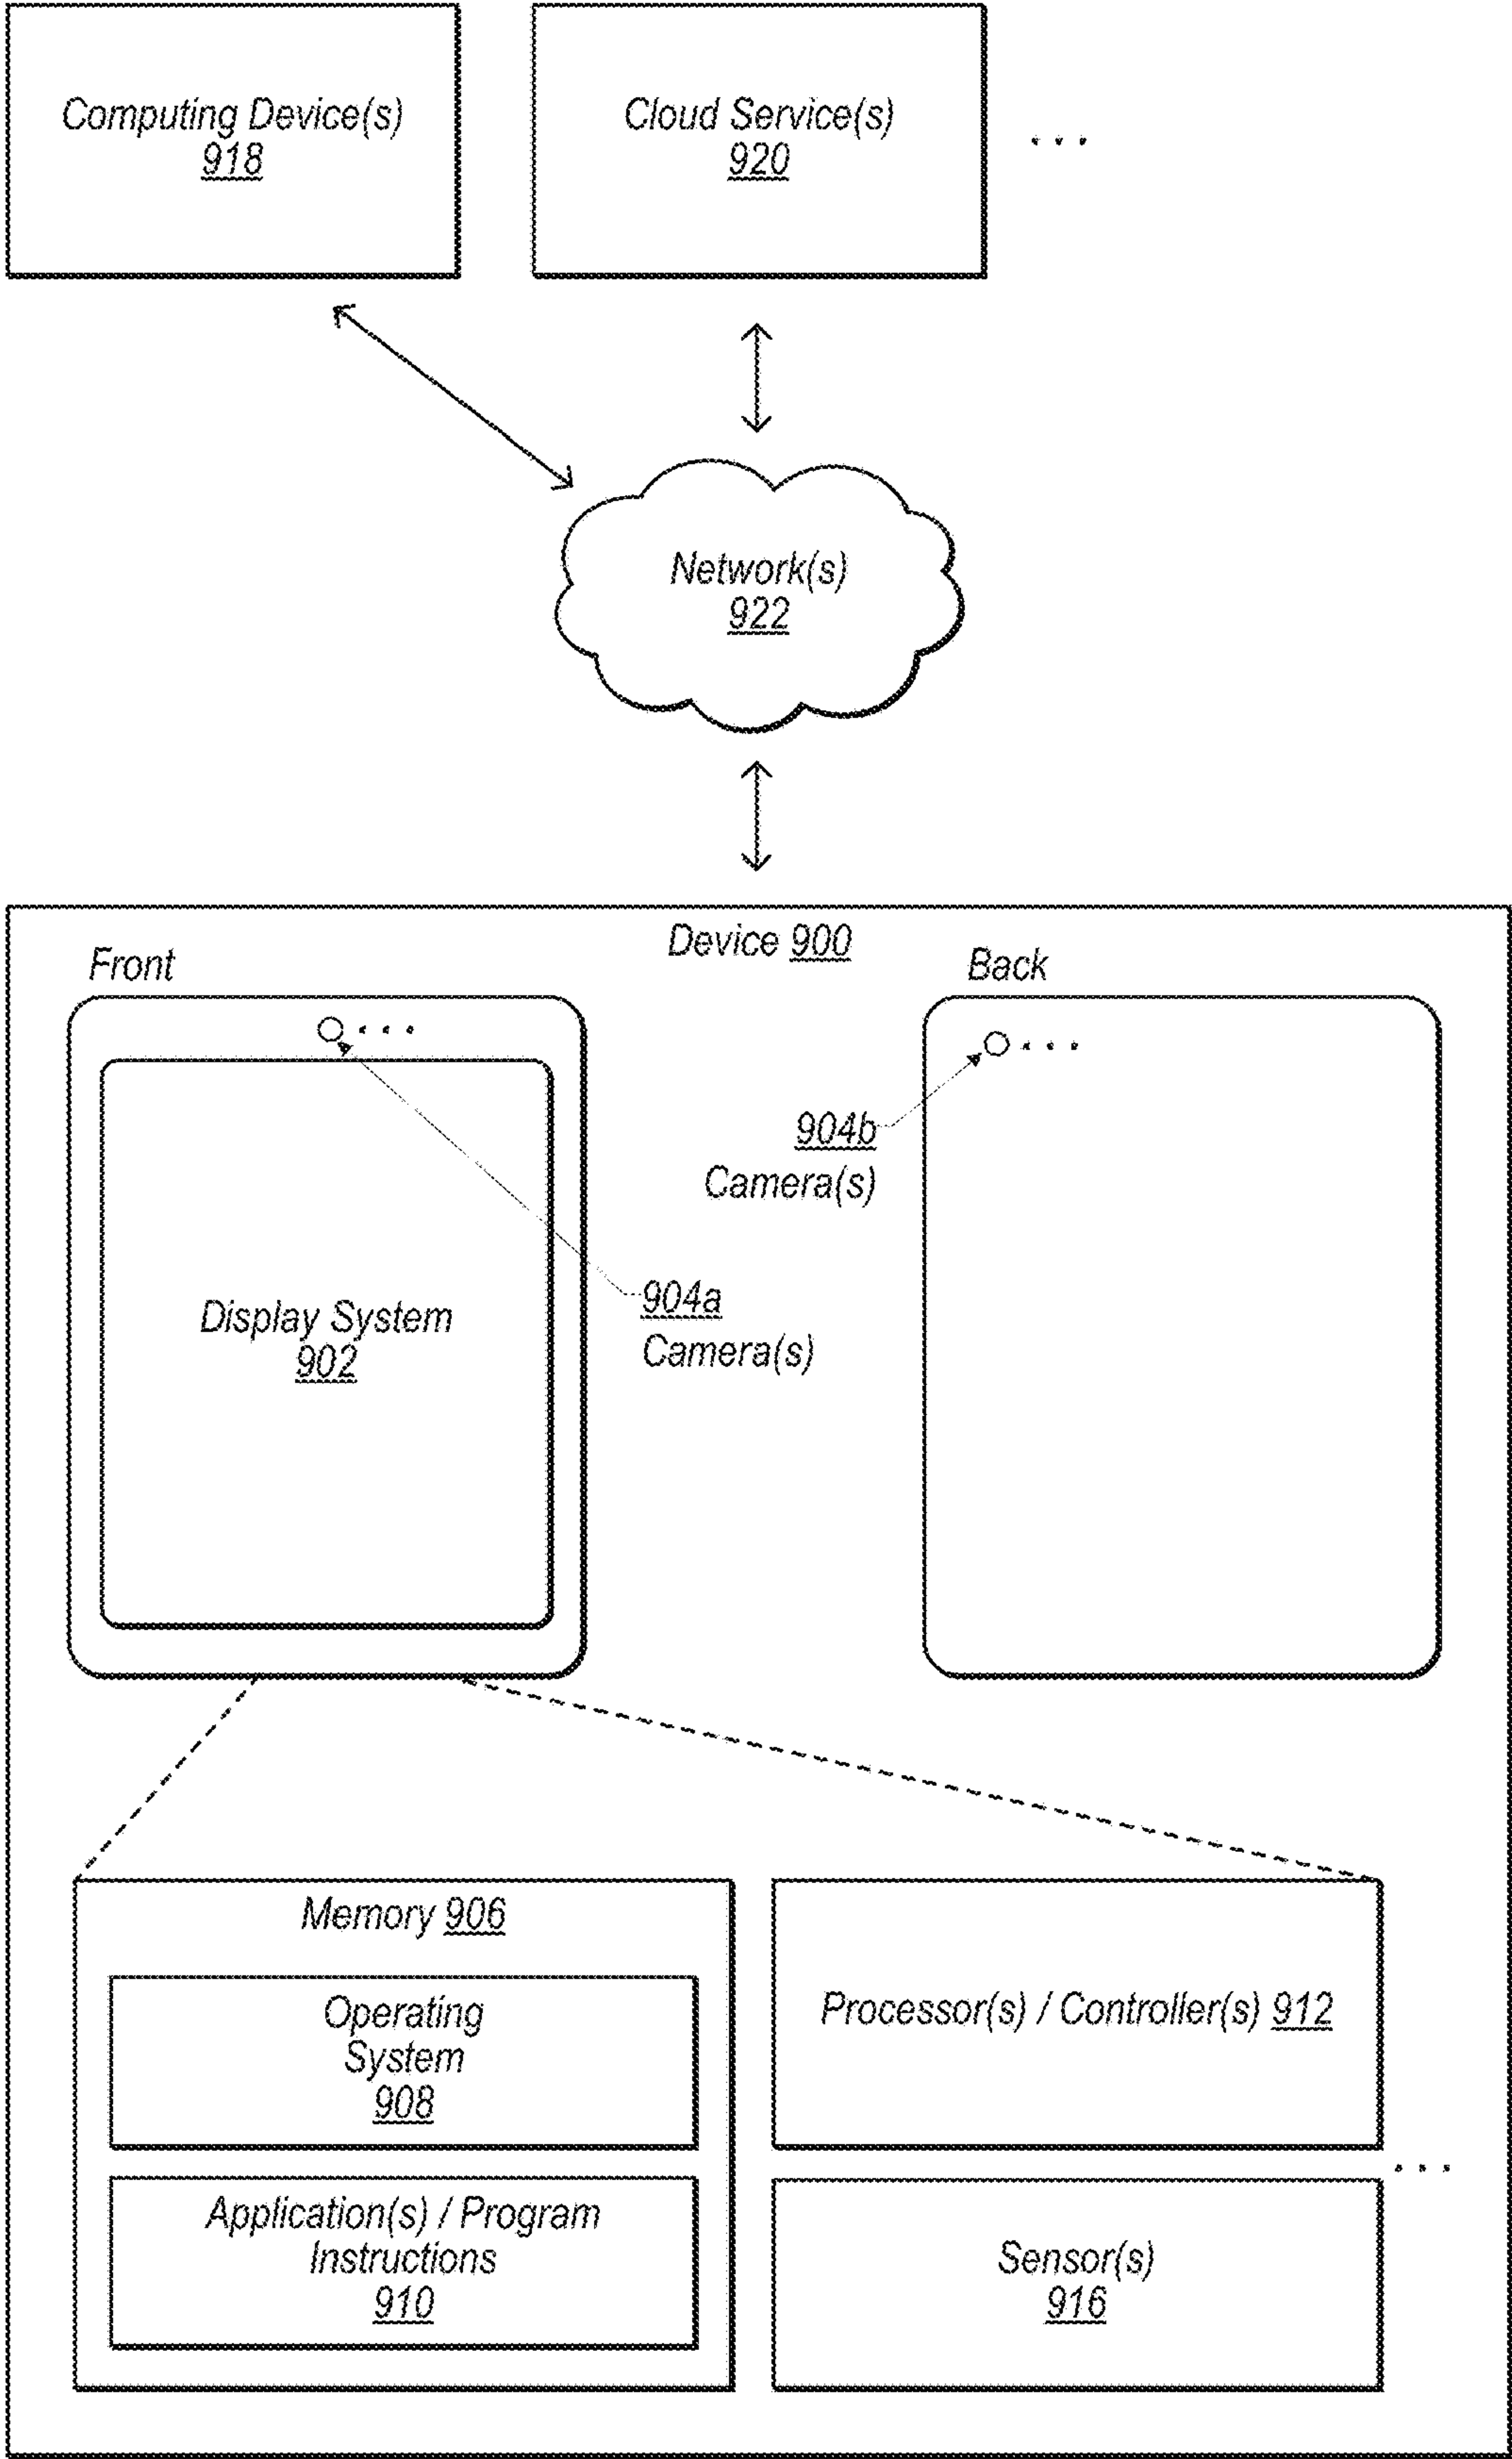 Computing Device(s)
918
Cloud Service(s)
920
. . .
Network(s)
922
Device 900
Front
Back
. . .
. . .
904b
Camera(s)
904a
Camera(s)
Display System
902
Memory 906
Operating
System
908
Application(s) / Program
Instructions
910
Processor(s) / Controller(s) 912
. . .
Sensor(s)
916